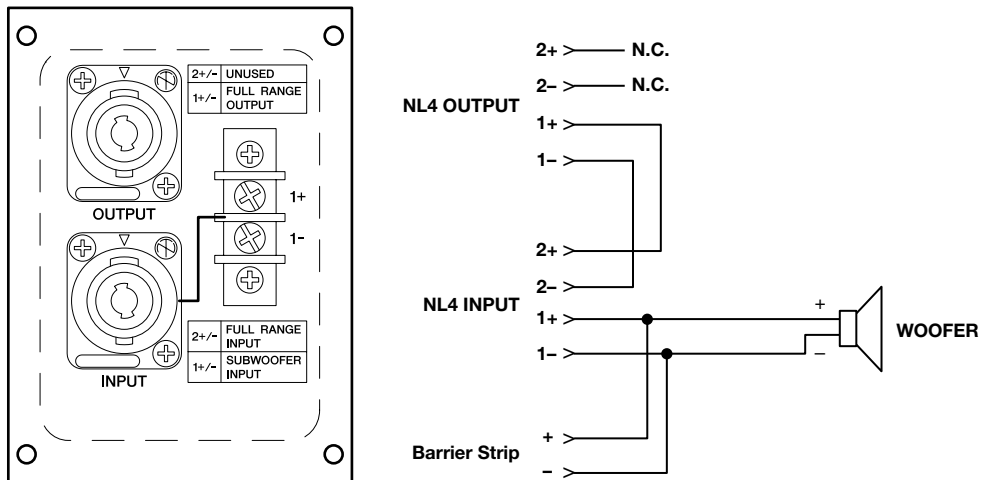 2+/- UNUSED
1+/- FULL RANGE
OUTPUT
1+
1-
OUTPUT
2+/- FULL RANGE
INPUT
1+/- SUBWOOFER
INPUT
INPUT
NL4 OUTPUT
2+ N.C.
2– N.C.
1+
1–
NL4 INPUT
2+
2–
1+
1–
+
–
WOOFER
Barrier Strip
+
–